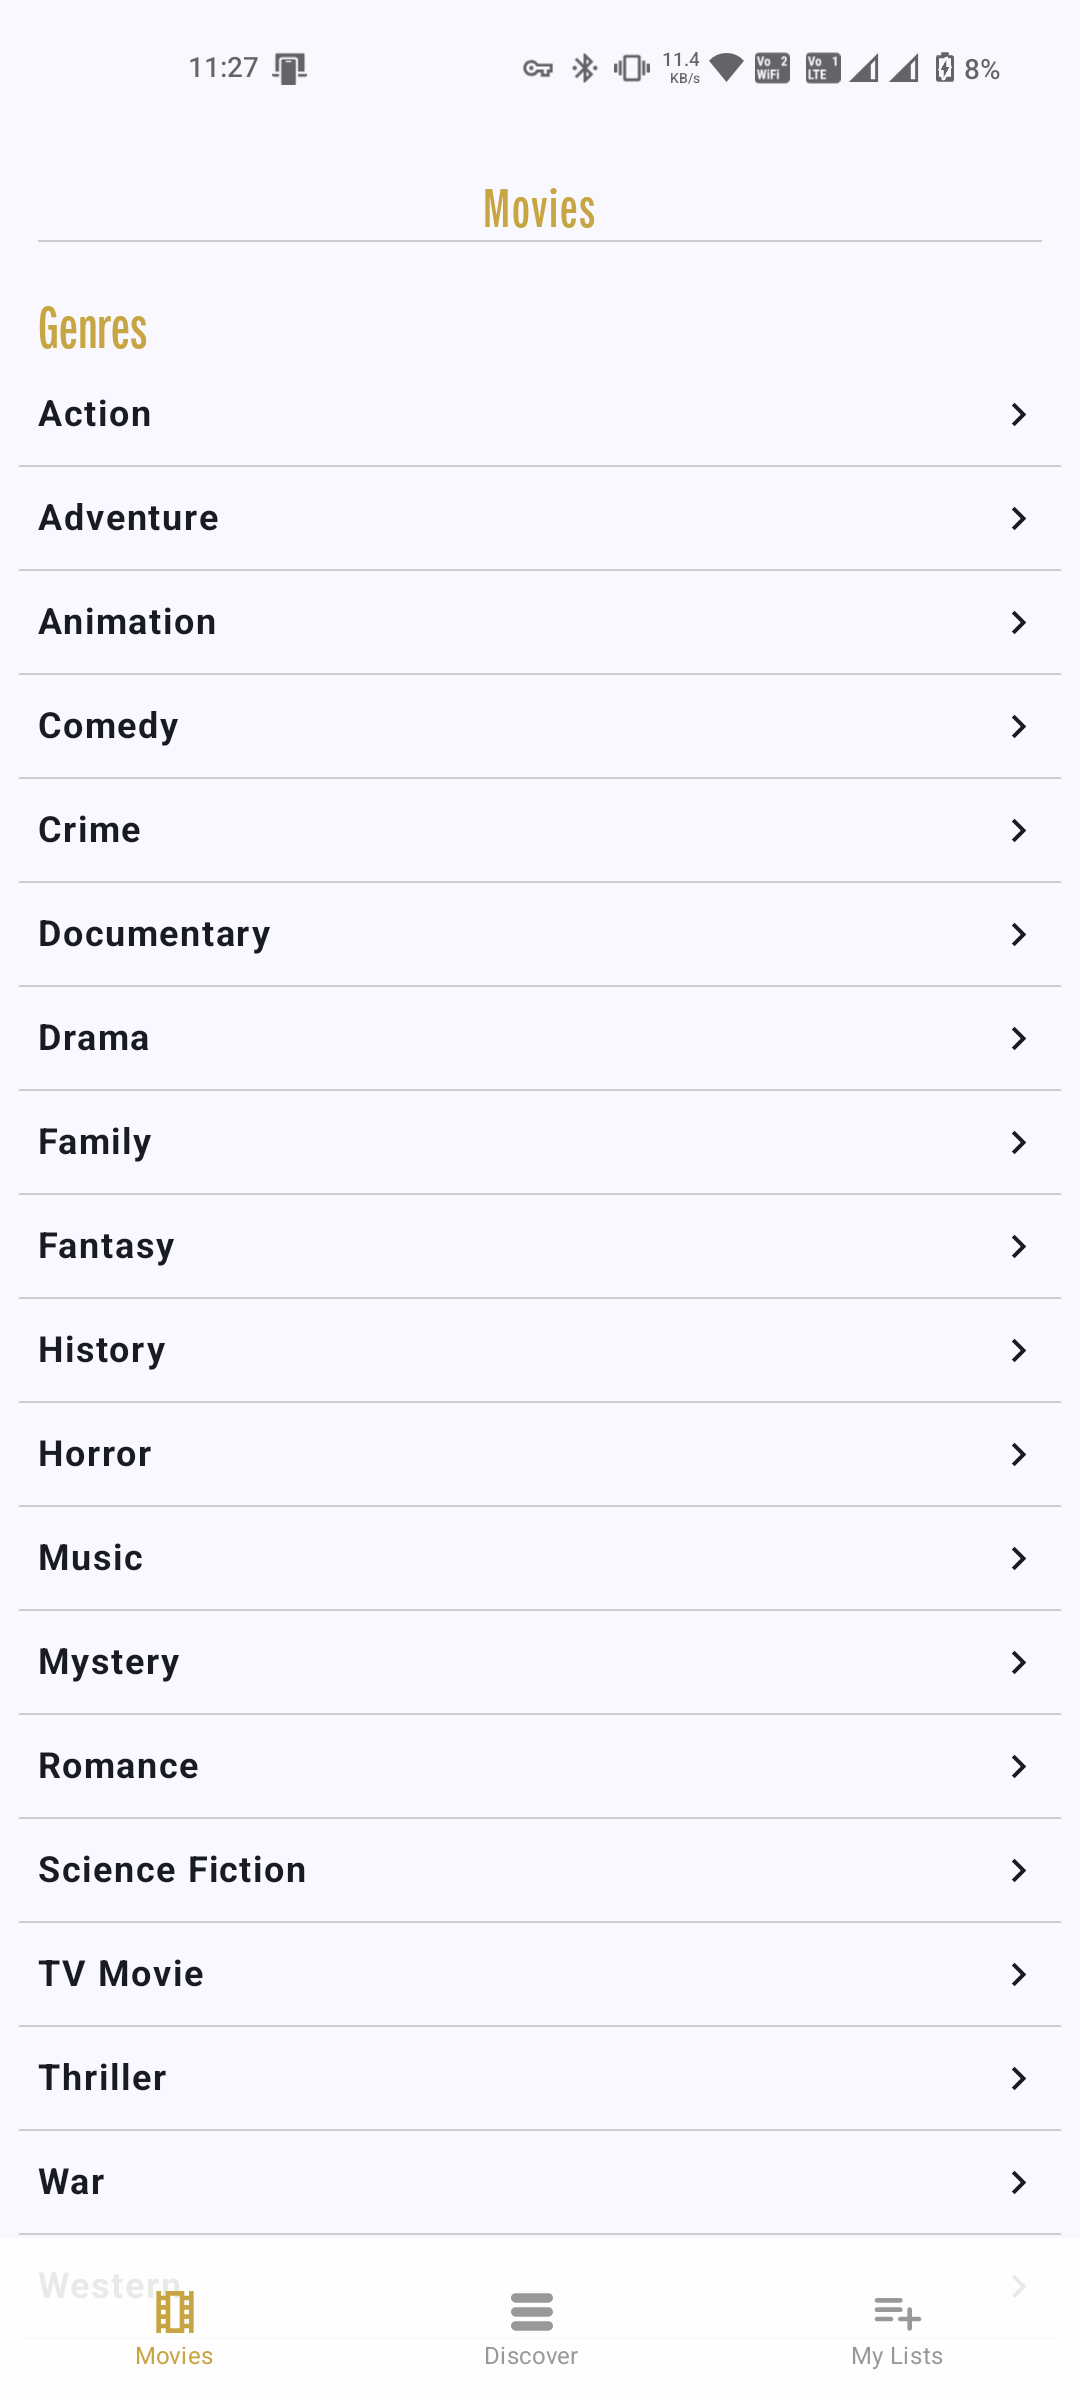 11:27 11.4 KB/s Vo 2 WiFi Vo 1 LTE 8%
Movies
Genres
Action
Adventure
Animation
Comedy
Crime
Documentary
Drama
Family
Fantasy
History
Horror
Music
Mystery
Romance
Science Fiction
TV Movie
Thriller
War
Western
Movies Discover My Lists